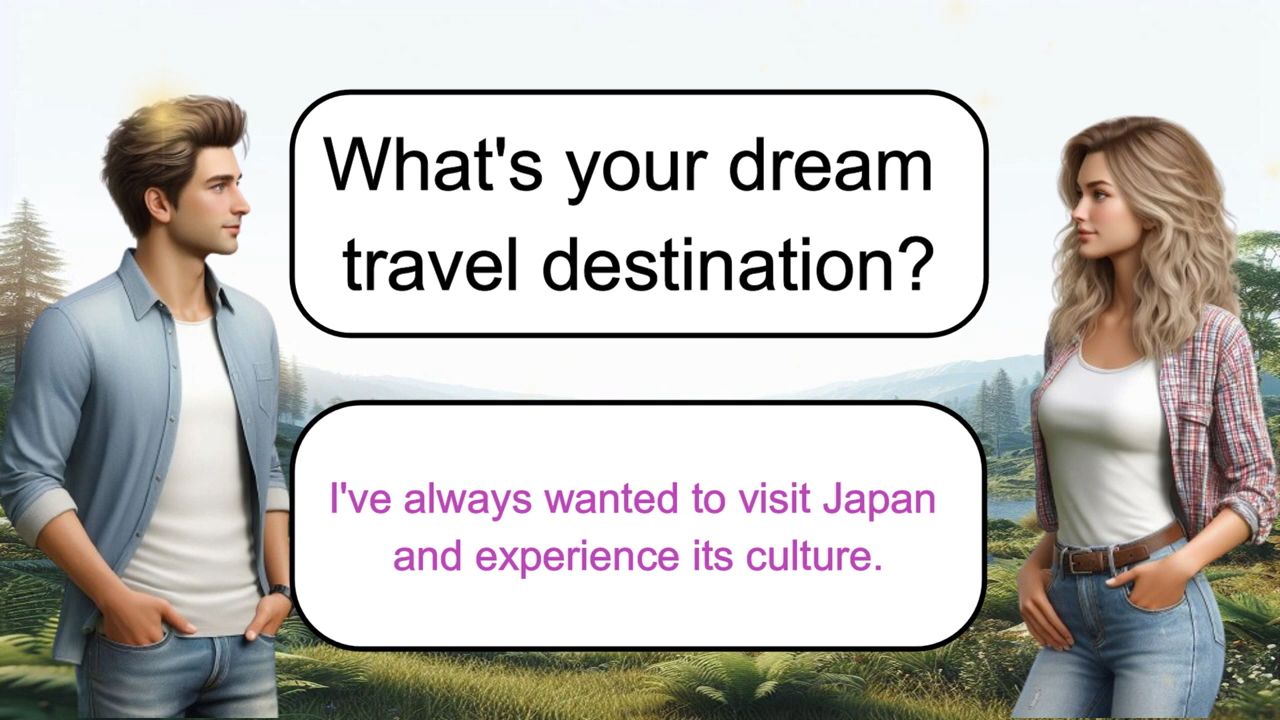 What's your dream
travel destination?
I've always wanted to visit Japan
and experience its culture.